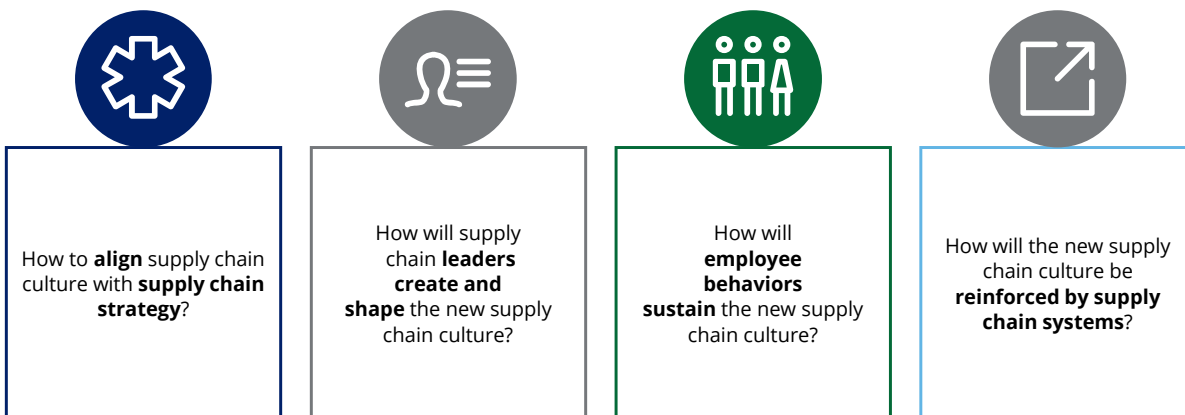 How to align supply chain
culture with supply chain
strategy?
How will supply
chain leaders
create and
shape the new supply
chain culture?
How will
employee
behaviors
sustain the new supply
chain culture?
How will the new supply
chain culture be
reinforced by supply
chain systems?